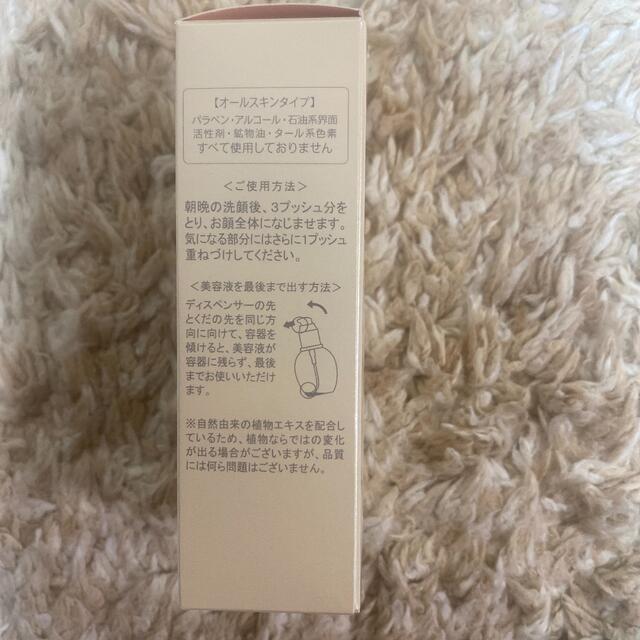 【オールスキンタイプ】
パラベン・アルコール・石油系界面
活性剤・鉱物油・タール系色素
すべて使用しておりません
＜ご使用方法＞
朝晩の洗顔後、3プッシュ分を
とり、お顔全体になじませます。
気になる部分にはさらに1プッシュ
重ねづけしてください。
＜美容液を最後まで出す方法＞
ディスペンサーの先
とくだの先を同じ方
向に向けて、容器を
傾けると、美容液が
容器に残らず、最後
までお使いいただけ
ます。
※自然由来の植物エキスを配合し
ているため、植物ならではの変化
が出る場合がございますが、品質
には何ら問題はございません。